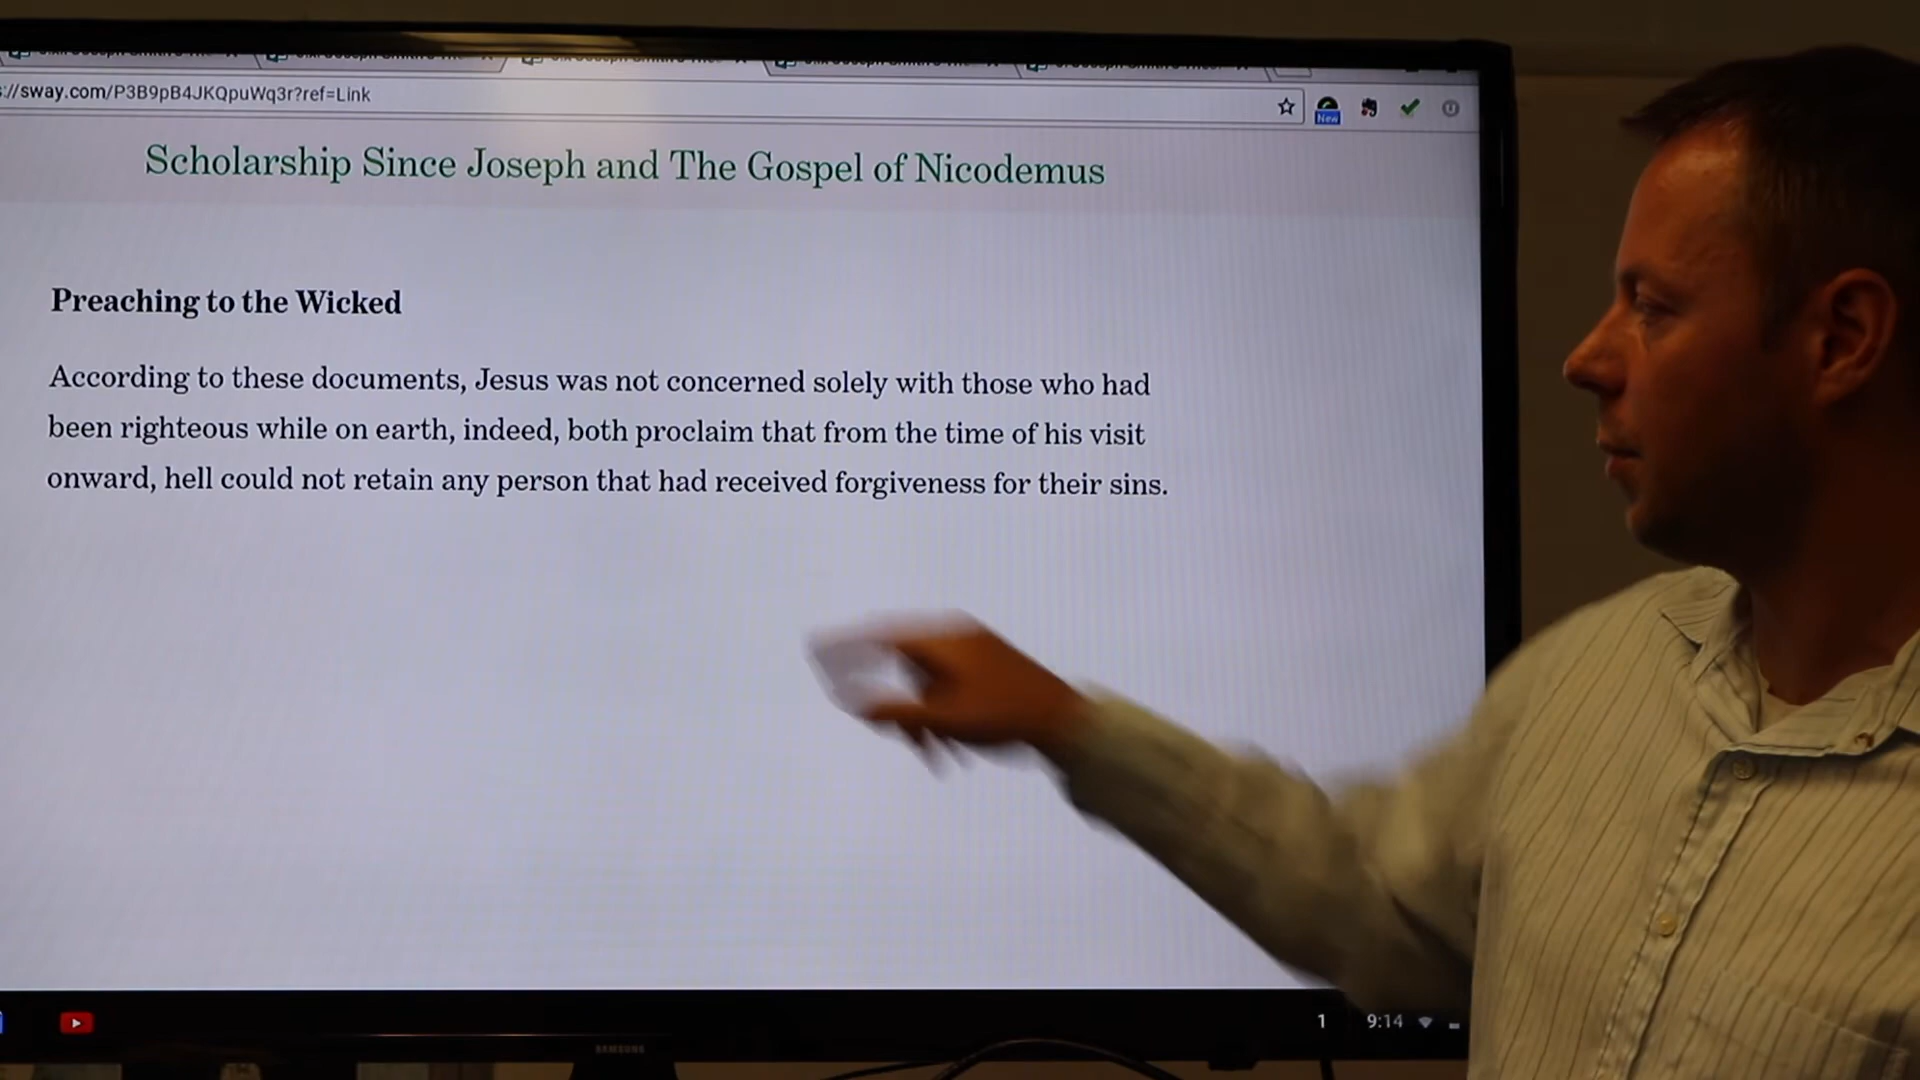 ://sway.com/P3B9pB4JKQpuWq3r?ref=Link
New
Scholarship Since Joseph and The Gospel of Nicodemus
Preaching to the Wicked
According to these documents, Jesus was not concerned solely with those who had
been righteous while on earth, indeed, both proclaim that from the time of his visit
onward, hell could not retain any person that had received forgiveness for their sins.
1 9:14
SAMSUNG